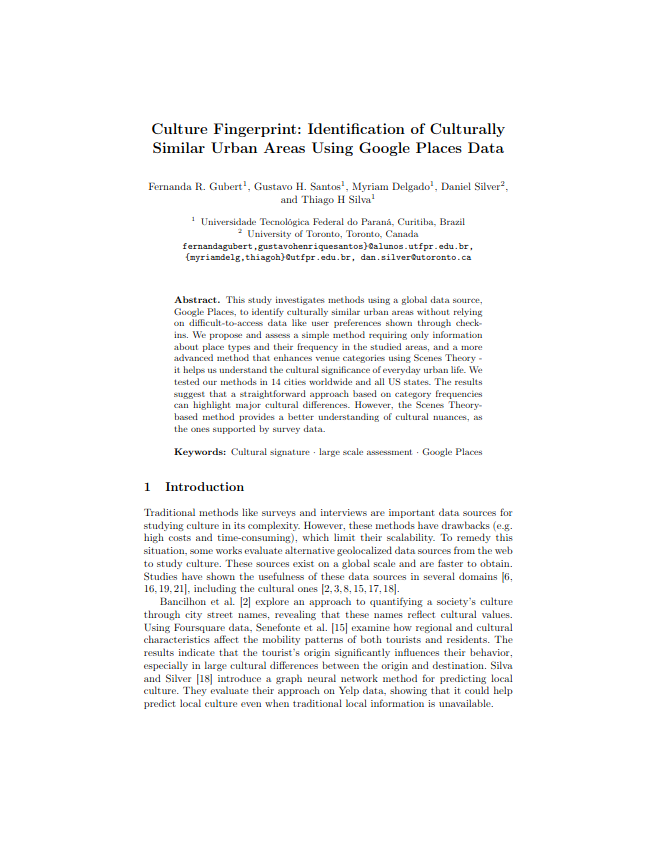 Culture Fingerprint: Identification of Culturally
Similar Urban Areas Using Google Places Data
Fernanda R. Gubert1, Gustavo H. Santos1, Myriam Delgado1, Daniel Silver2,
and Thiago H Silva1
1 Universidade Tecnológica Federal do Paraná, Curitiba, Brazil
2 University of Toronto, Toronto, Canada
fernandagubert,gustavohenriquesantos}@alunos.utfpr.edu.br,
{myriamdelg,thiagoh}@utfpr.edu.br, dan.silver@utoronto.ca
Abstract. This study investigates methods using a global data source,
Google Places, to identify culturally similar urban areas without relying
on difficult-to-access data like user preferences shown through check-
ins. We propose and assess a simple method requiring only information
about place types and their frequency in the studied areas, and a more
advanced method that enhances venue categories using Scenes Theory -
it helps us understand the cultural significance of everyday urban life. We
tested our methods in 14 cities worldwide and all US states. The results
suggest that a straightforward approach based on category frequencies
can highlight major cultural differences. However, the Scenes Theory-
based method provides a better understanding of cultural nuances, as
the ones supported by survey data.
Keywords: Cultural signature · large scale assessment · Google Places
1 Introduction
Traditional methods like surveys and interviews are important data sources for
studying culture in its complexity. However, these methods have drawbacks (e.g.
high costs and time-consuming), which limit their scalability. To remedy this
situation, some works evaluate alternative geolocalized data sources from the web
to study culture. These sources exist on a global scale and are faster to obtain.
Studies have shown the usefulness of these data sources in several domains [6,
16,19,21], including the cultural ones [2,3,8,15,17,18].
Bancilhon et al. [2] explore an approach to quantifying a society's culture
through city street names, revealing that these names reflect cultural values.
Using Foursquare data, Senefonte et al. [15] examine how regional and cultural
characteristics affect the mobility patterns of both tourists and residents. The
results indicate that the tourist's origin significantly influences their behavior,
especially in large cultural differences between the origin and destination. Silva
and Silver [18] introduce a graph neural network method for predicting local
culture. They evaluate their approach on Yelp data, showing that it could help
predict local culture even when traditional local information is unavailable.